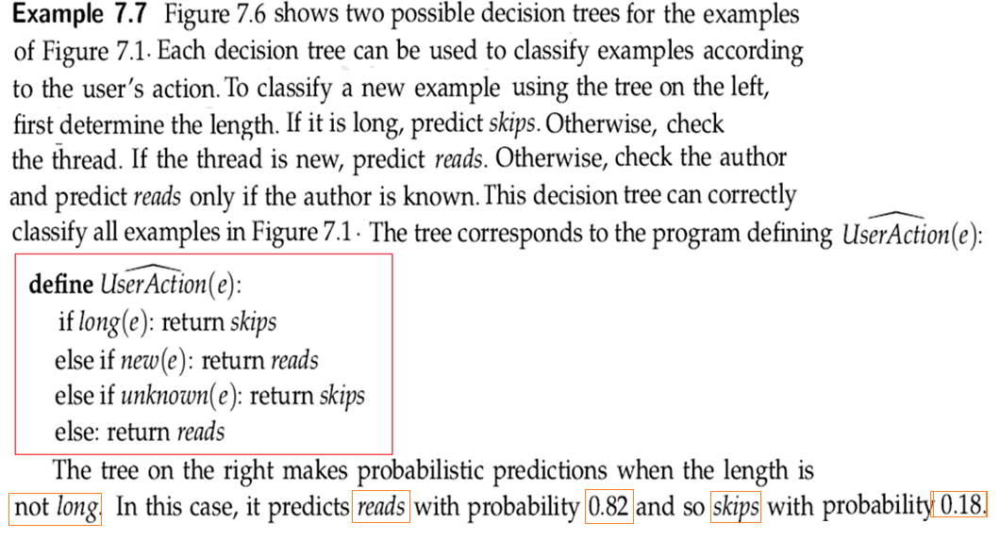 Example 7.7 Figure 7.6 shows two possible decision trees for the examples
of Figure 7.1. Each decision tree can be used to classify examples according
to the user's action. To classify a new example using the tree on the left,
first determine the length. If it is long, predict skips. Otherwise, check
the thread. If the thread is new, predict reads. Otherwise, check the author
and predict reads only if the author is known. This decision tree can correctly
classify all examples in Figure 7.1. The tree corresponds to the program defining \widehat{UserAction}(e):
define \widehat{UserAction}(e):
if long(e): return skips
else if new(e): return reads
else if unknown(e): return skips
else: return reads
The tree on the right makes probabilistic predictions when the length is
not long. In this case, it predicts reads with probability 0.82 and so skips with probability 0.18.